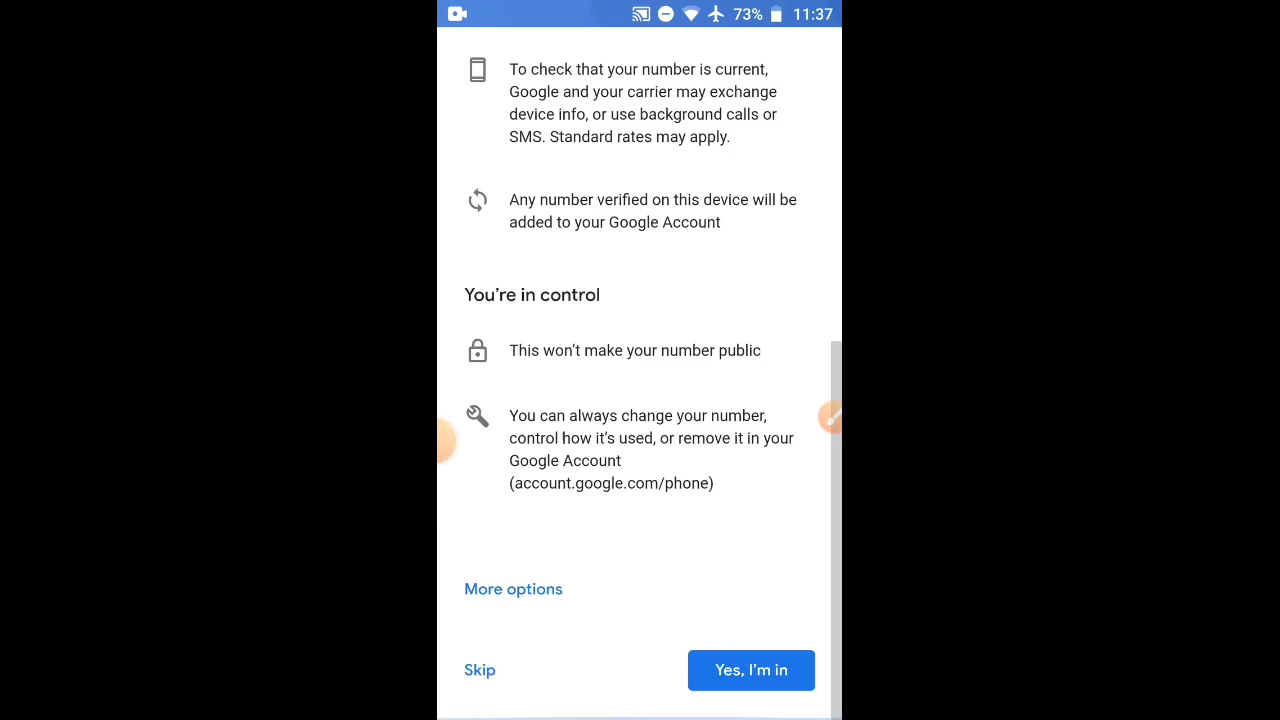 73% 11:37
To check that your number is current,
Google and your carrier may exchange
device info, or use background calls or
SMS. Standard rates may apply.
Any number verified on this device will be
added to your Google Account
You’re in control
This won’t make your number public
You can always change your number,
control how it’s used, or remove it in your
Google Account
(account.google.com/phone)
More options
Skip
Yes, I’m in